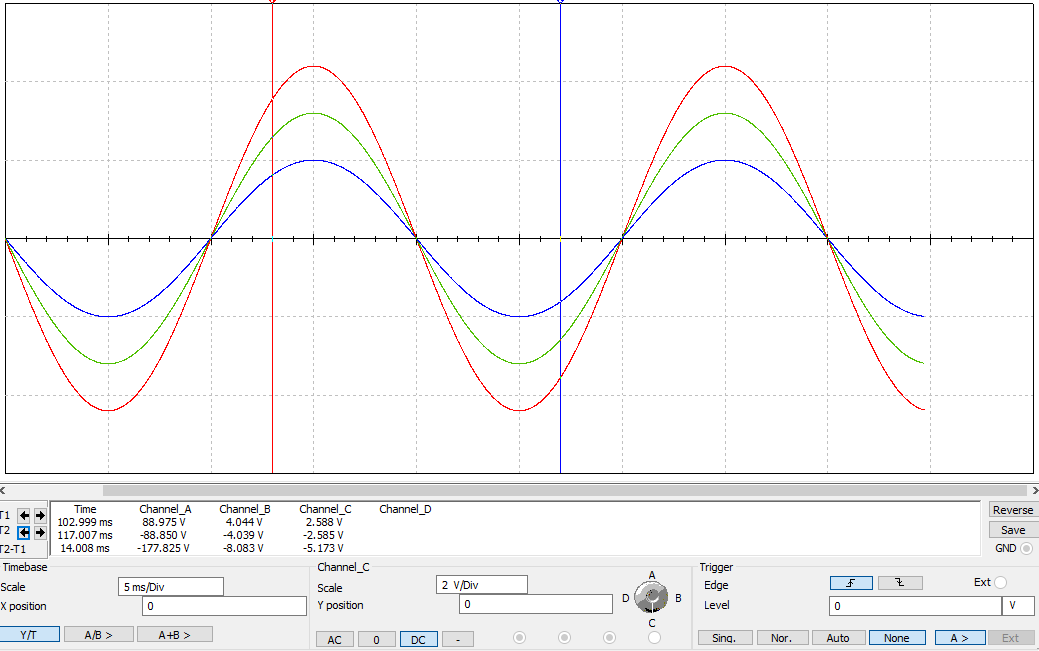 Time Channel_A Channel_B Channel_C Channel_D
T1 102.999 ms 88.975 V 4.044 V 2.588 V
T2 117.007 ms -88.850 V -4.039 V -2.585 V
T2-T1 14.008 ms -177.825 V -8.083 V -5.173 V
Reverse
Save
GND
Timebase
Scale 5 ms/Div
X position 0
Y/T A/B > A+B >
Channel_C
Scale 2 V/Div
Y position 0
AC 0 DC -
A
D B
C
Trigger
Edge Ext
Level 0 V
Sing. Nor. Auto None A > Ext